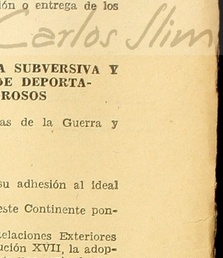 ón o entrega de los
Carlos Slim
A SUBVERSIVA Y
DE DEPORTA-
ROSOS
as de la Guerra y
su adhesión al ideal
este Continente pon-
elaciones Exteriores
ución XVII, la adop-